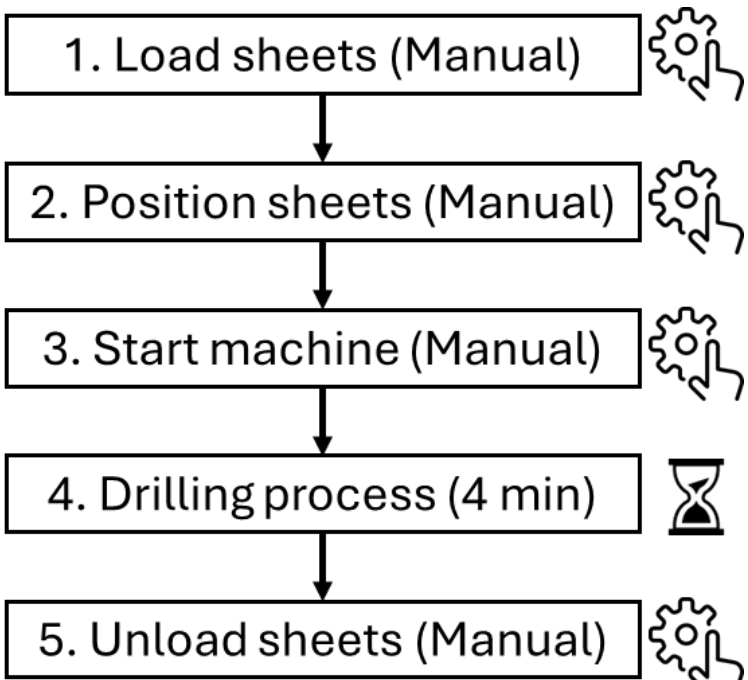 1. Load sheets (Manual)
2. Position sheets (Manual)
3. Start machine (Manual)
4. Drilling process (4 min)
5. Unload sheets (Manual)